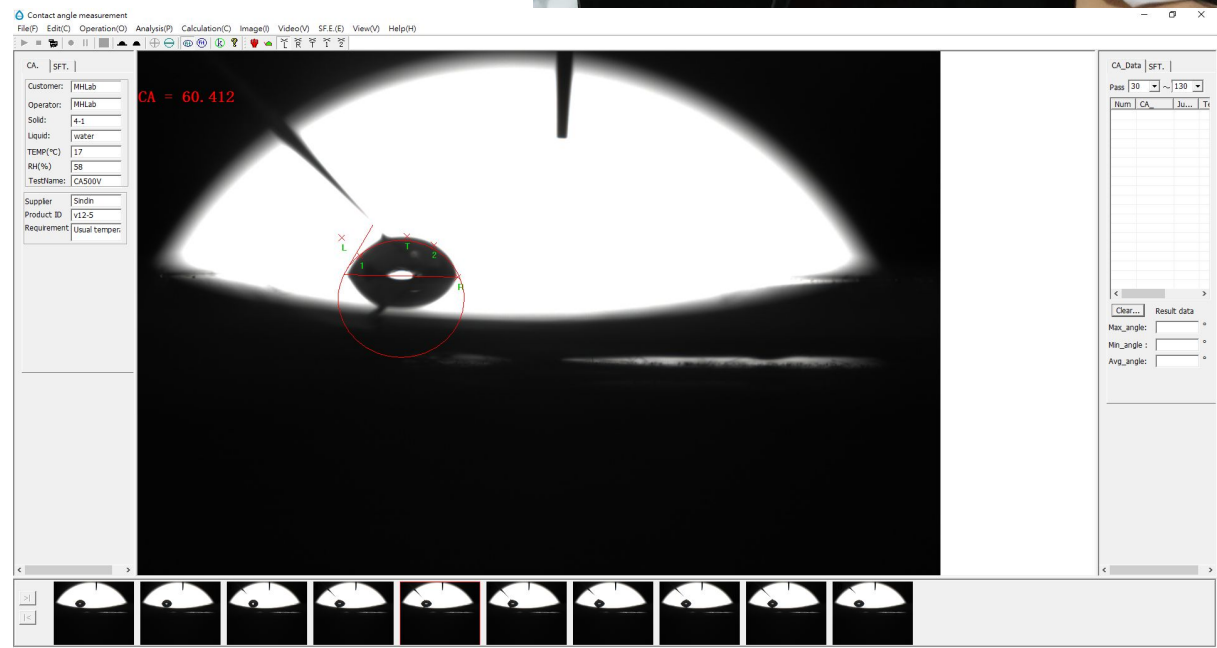 Contact angle measurement
File(F) Edit(C) Operation(O) Analysis(P) Calculation(C) Image(I) Video(V) SF.E.(E) View(V) Help(H)
L R T 1 2
CA. SFT.
Customer: MHLab
Operator: MHLab
Solid: 4-1
Liquid: water
TEMP(°C) 17
RH(%) 58
TestName: CA500V
Supplier Sindin
Product ID v12-5
Requirement Usual temper
CA = 60.412
L
T
2
1
R
CA_Data SFT.
Pass 30 ~ 130
Num CA_ Ju... Te
Clear... Result data
Max_angle: °
Min_angle : °
Avg_angle: °
>|
|<